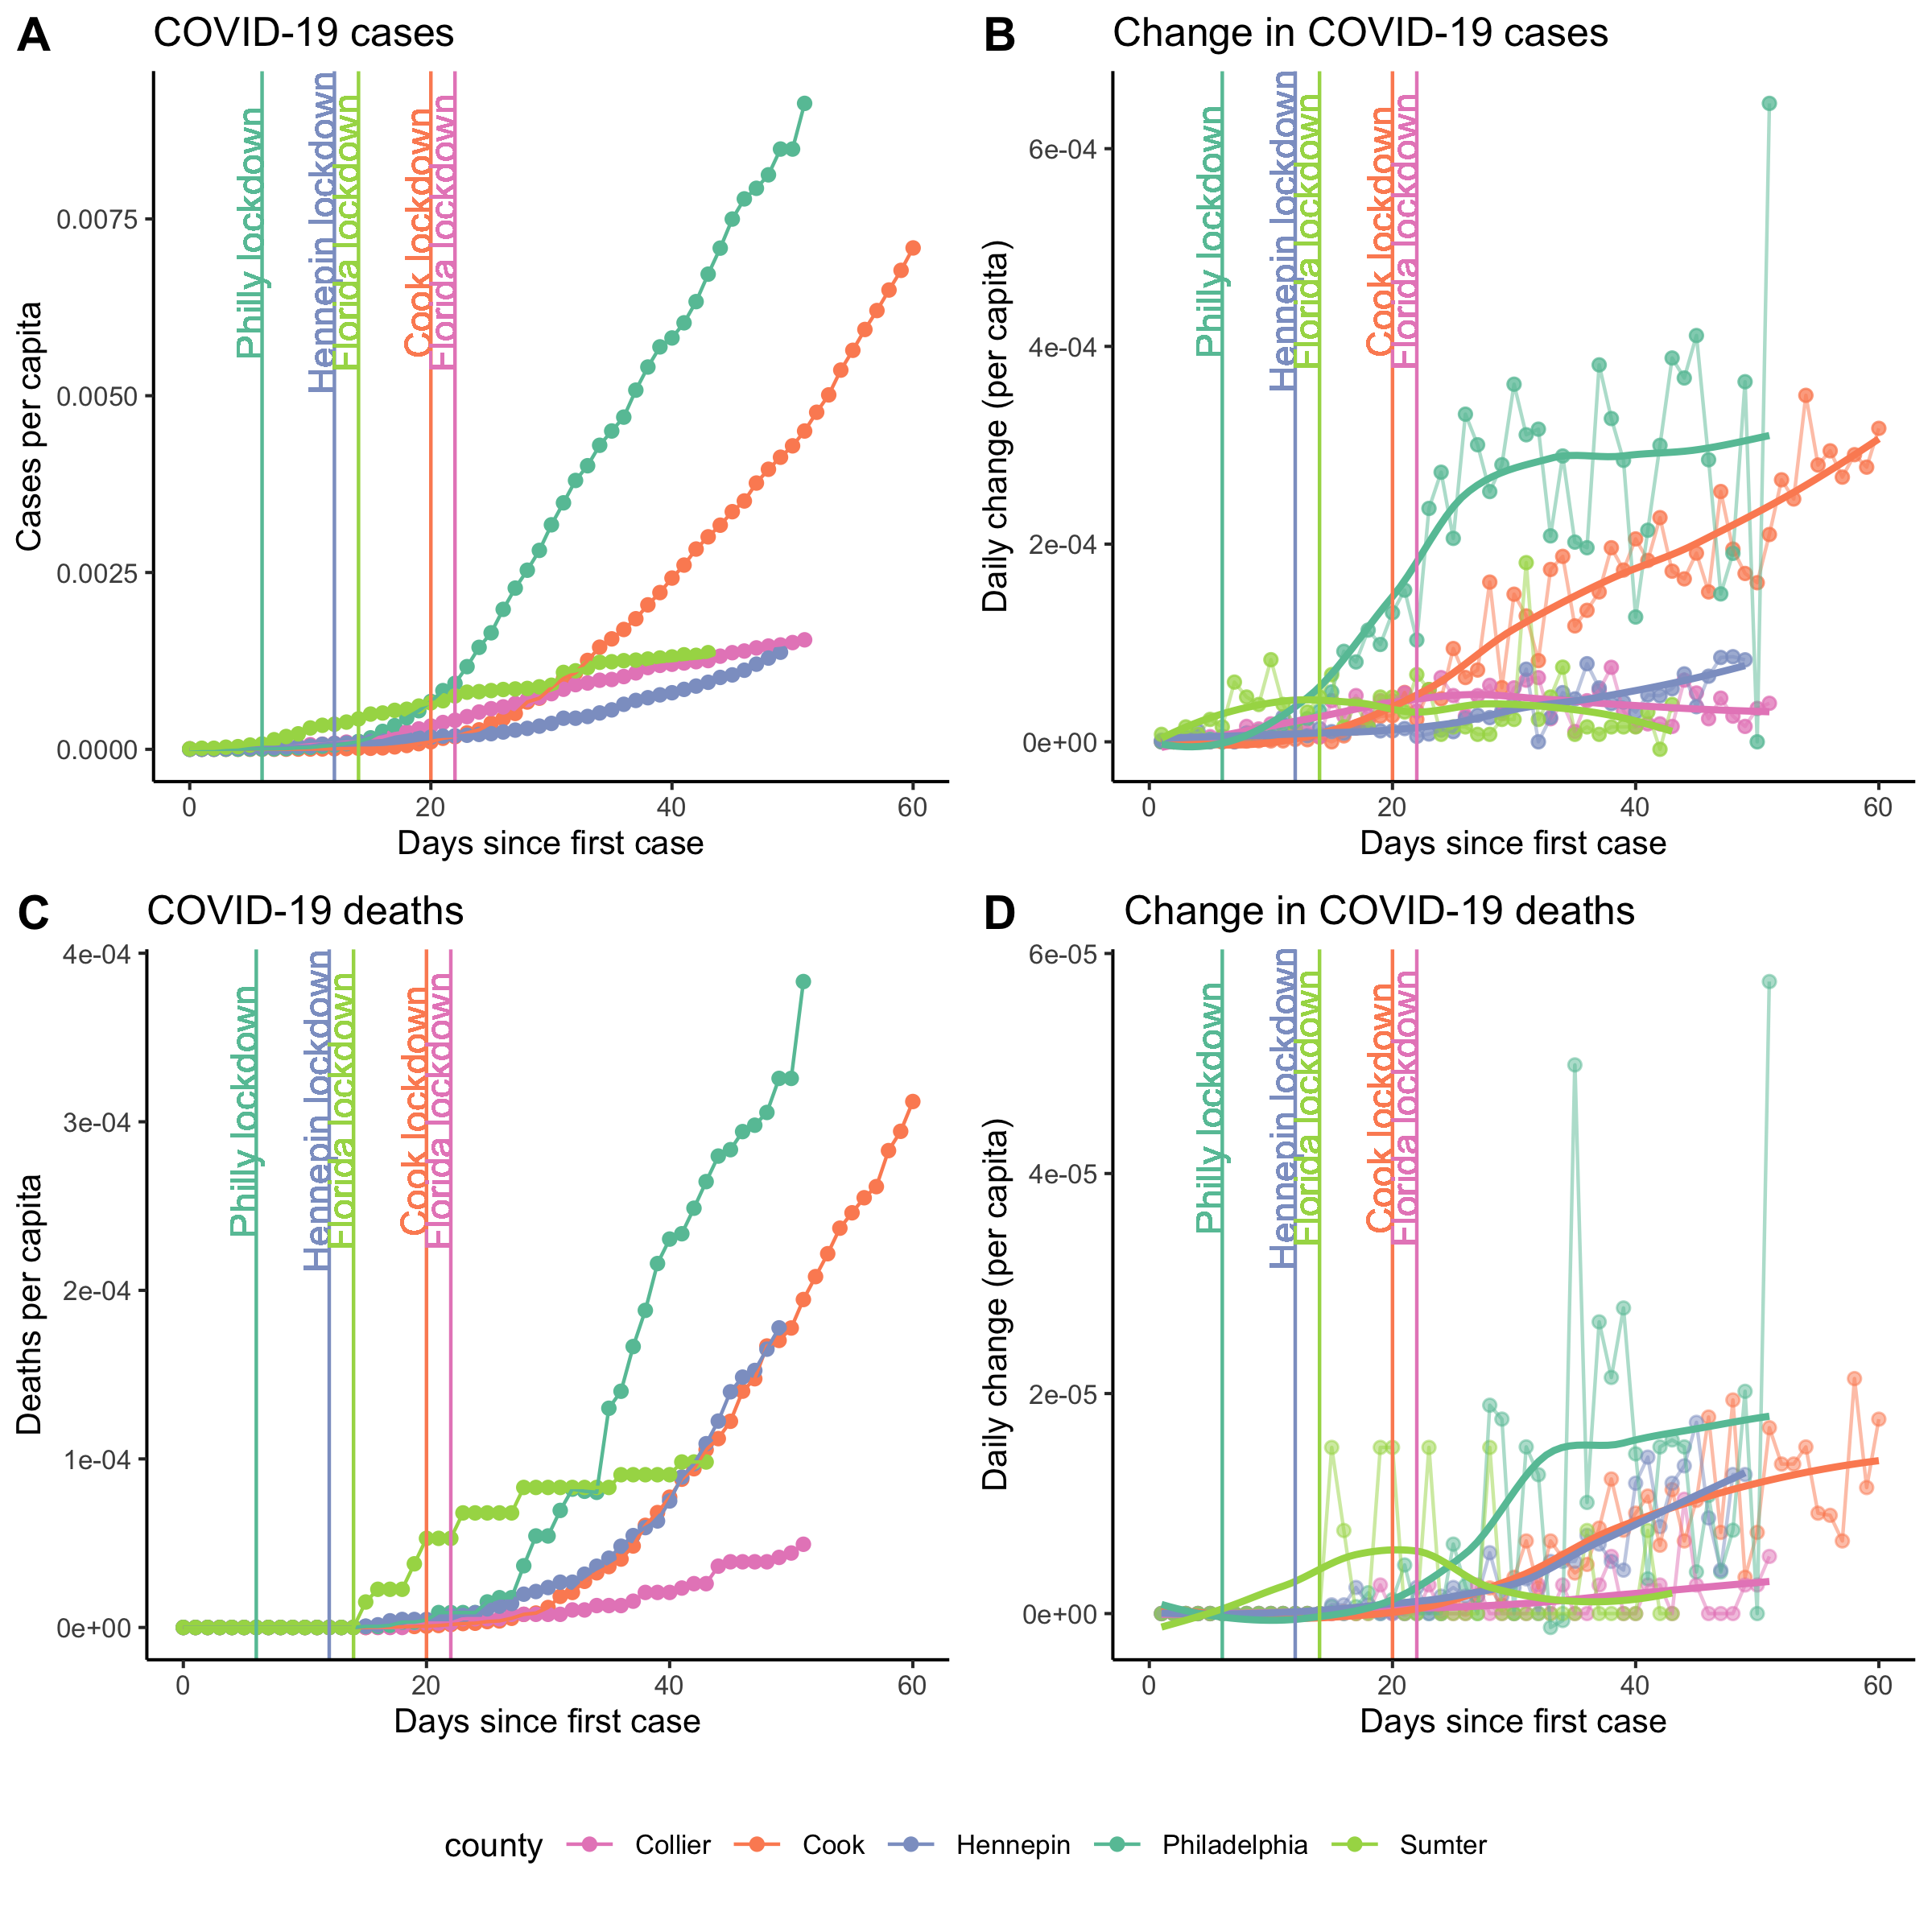 A COVID-19 cases
Cases per capita
0.0075
0.0050
0.0025
0.0000
Philly lockdown
Hennepin lockdown
Florida lockdown
Cook lockdown
Florida lockdown
0 20 40 60
Days since first case
B Change in COVID-19 cases
Daily change (per capita)
6e-04
4e-04
2e-04
0e+00
Philly lockdown
Hennepin lockdown
Florida lockdown
Cook lockdown
Florida lockdown
0 20 40 60
Days since first case
C COVID-19 deaths
Deaths per capita
4e-04
3e-04
2e-04
1e-04
0e+00
Philly lockdown
Hennepin lockdown
Florida lockdown
Cook lockdown
Florida lockdown
0 20 40 60
Days since first case
D Change in COVID-19 deaths
Daily change (per capita)
6e-05
4e-05
2e-05
0e+00
Philly lockdown
Hennepin lockdown
Florida lockdown
Cook lockdown
Florida lockdown
0 20 40 60
Days since first case
county Collier Cook Hennepin Philadelphia Sumter